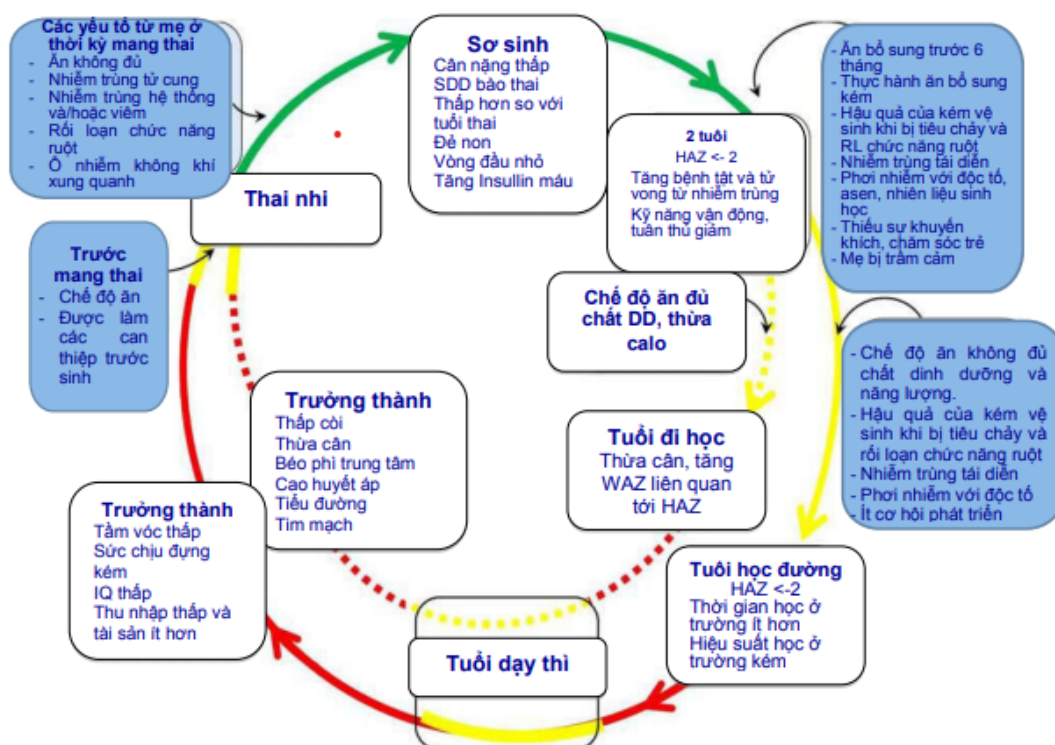 Các yếu tố từ mẹ ở
thời kỳ mang thai
- Ăn không đủ
- Nhiễm trùng tử cung
- Nhiễm trùng hệ thống
và/hoặc viêm
- Rối loạn chức năng
ruột
- Ô nhiễm không khí
xung quanh
Sơ sinh
Cân nặng thấp
SDD bào thai
Thấp hơn so với
tuổi thai
Đẻ non
Vòng đầu nhỏ
Tăng Insullin máu
- Ăn bổ sung trước 6
tháng
- Thực hành ăn bổ sung
kém
- Hậu quả của kém vệ
sinh khi bị tiêu chảy và
RL chức năng ruột
- Nhiễm trùng tái diễn
- Phơi nhiễm với độc tố,
asen, nhiên liệu sinh
học
- Thiếu sự khuyến
khích, chăm sóc trẻ
- Mẹ bị trầm cảm
2 tuổi
HAZ <- 2
Tăng bệnh tật và tử
vong từ nhiễm trùng
Kỹ năng vận động,
tuân thủ giảm
Thai nhi
Trước
mang thai
- Chế độ ăn
- Được làm
các can
thiệp trước
sinh
Chế độ ăn đủ
chất DD, thừa
calo
- Chế độ ăn không đủ
chất dinh dưỡng và
năng lượng.
- Hậu quả của kém vệ
sinh khi bị tiêu chảy và
rối loạn chức năng ruột
- Nhiễm trùng tái diễn
- Phơi nhiễm với độc tố
- Ít cơ hội phát triển
Trưởng thành
Thấp còi
Thừa cân
Béo phì trung tâm
Cao huyết áp
Tiểu đường
Tim mạch
Tuổi đi học
Thừa cân, tăng
WAZ liên quan
tới HAZ
Trưởng thành
Tầm vóc thấp
Sức chịu đựng
kém
IQ thấp
Thu nhập thấp và
tài sản ít hơn
Tuổi học đường
HAZ <-2
Thời gian học ở
trường ít hơn
Hiệu suất học ở
trường kém
Tuổi dạy thì